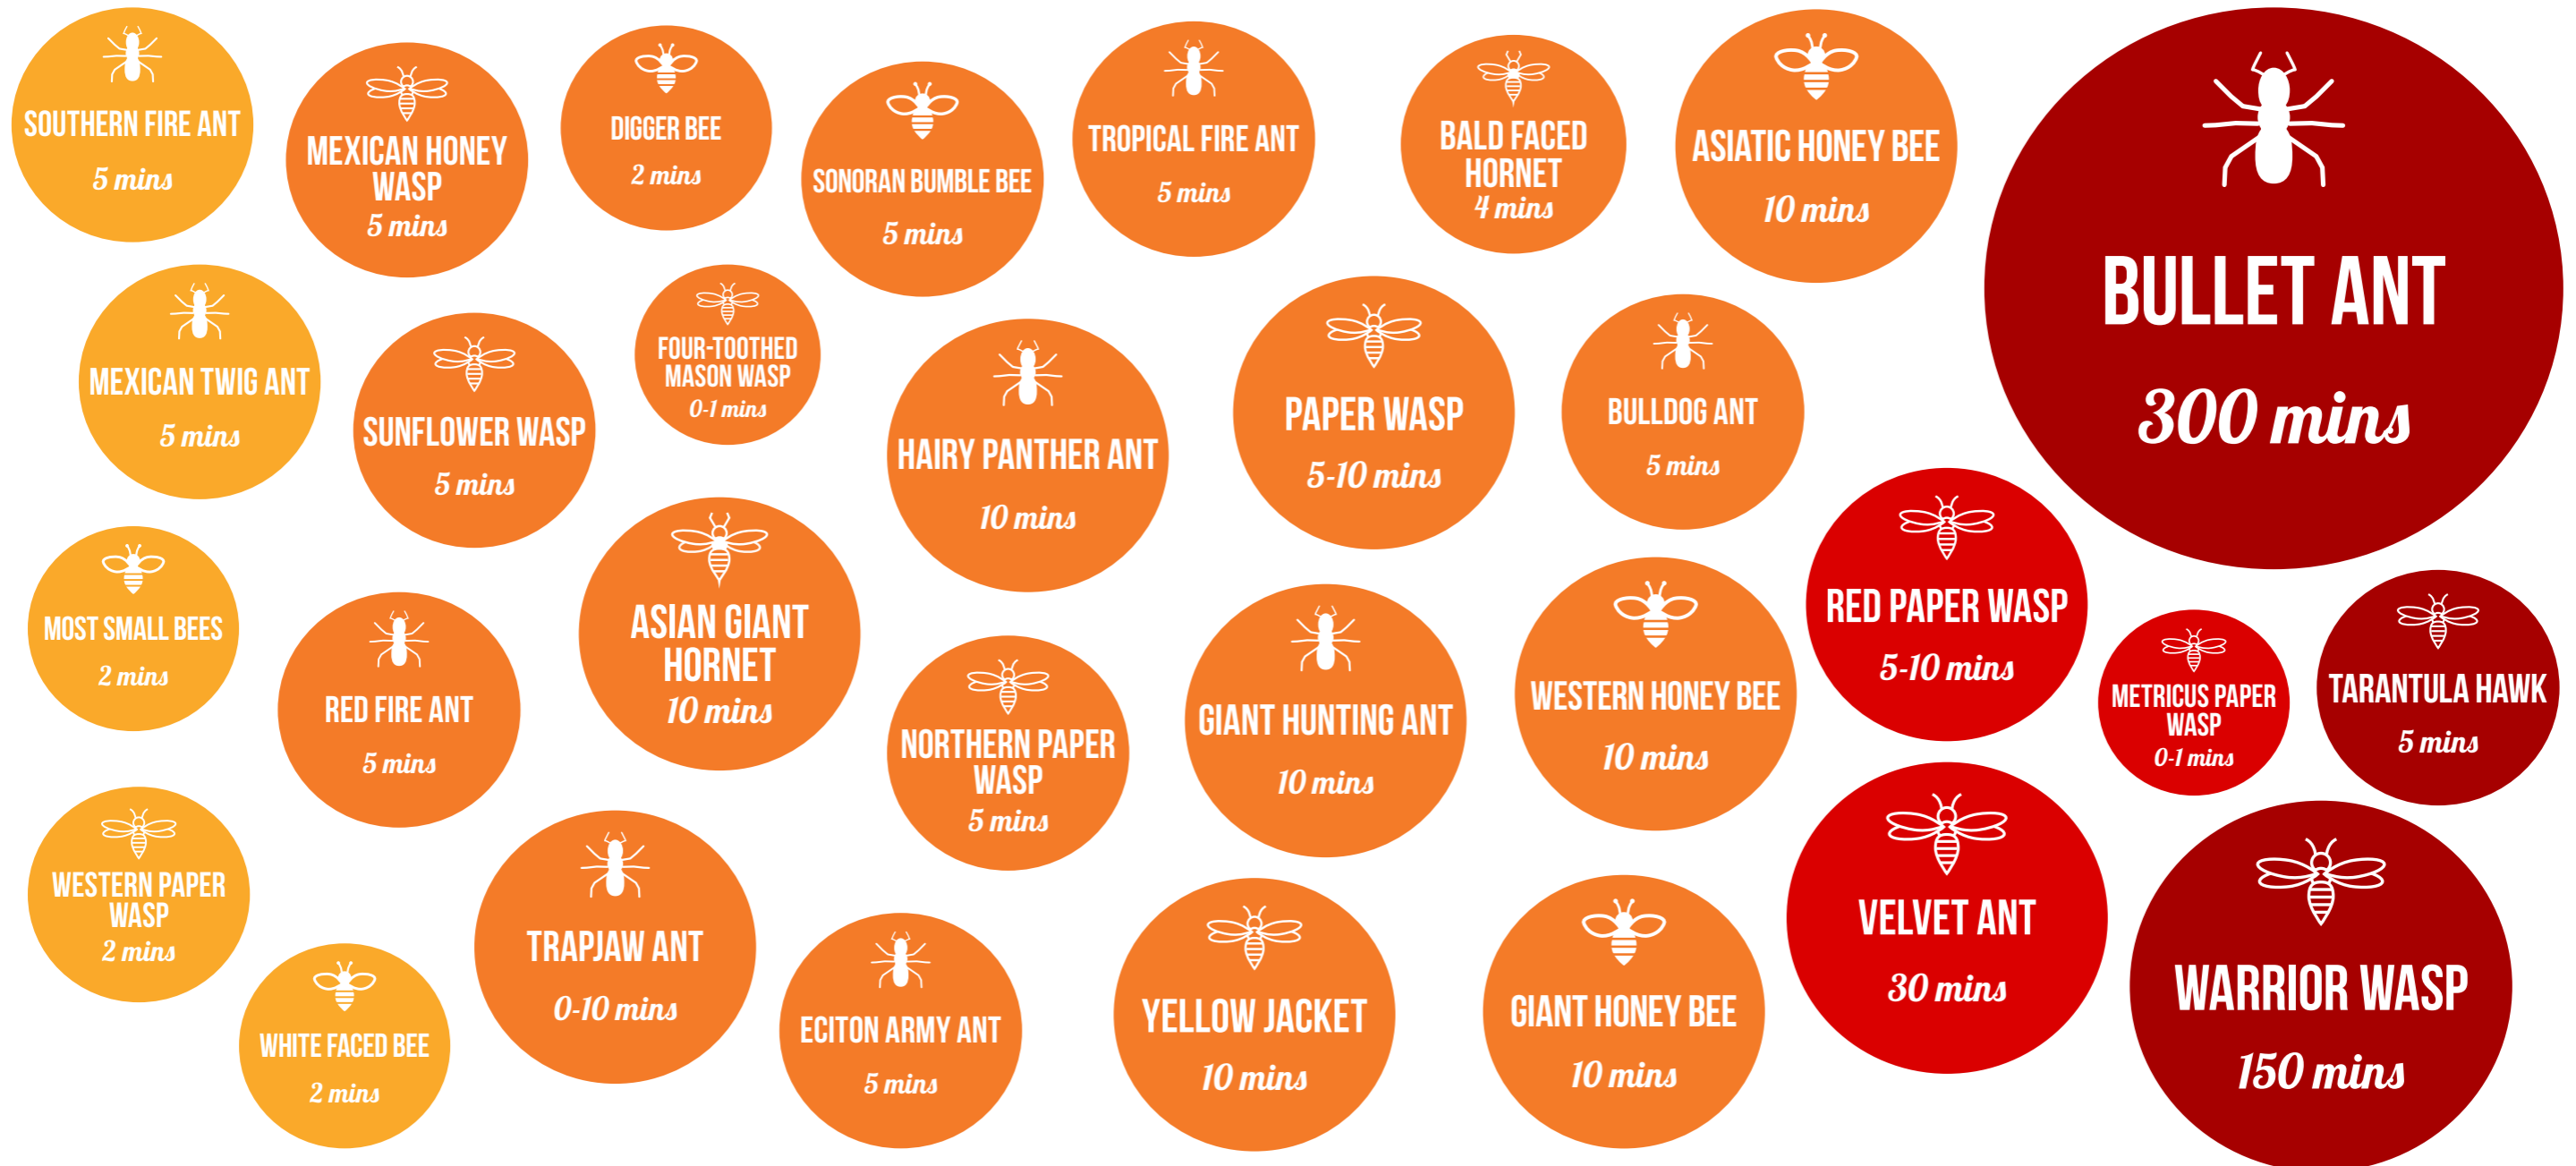 SOUTHERN FIRE ANT
5 mins
MEXICAN HONEY
WASP
5 mins
DIGGER BEE
2 mins
SONORAN BUMBLE BEE
5 mins
TROPICAL FIRE ANT
5 mins
BALD FACED
HORNET
4 mins
ASIATIC HONEY BEE
10 mins
BULLET ANT
300 mins
MEXICAN TWIG ANT
5 mins
SUNFLOWER WASP
5 mins
FOUR-TOOTHED
MASON WASP
0-1 mins
HAIRY PANTHER ANT
10 mins
PAPER WASP
5-10 mins
BULLDOG ANT
5 mins
MOST SMALL BEES
2 mins
RED FIRE ANT
5 mins
ASIAN GIANT
HORNET
10 mins
NORTHERN PAPER
WASP
5 mins
GIANT HUNTING ANT
10 mins
WESTERN HONEY BEE
10 mins
RED PAPER WASP
5-10 mins
METRICUS PAPER
WASP
0-1 mins
TARANTULA HAWK
5 mins
WESTERN PAPER
WASP
2 mins
WHITE FACED BEE
2 mins
TRAPJAW ANT
0-10 mins
ECITON ARMY ANT
5 mins
YELLOW JACKET
10 mins
GIANT HONEY BEE
10 mins
VELVET ANT
30 mins
WARRIOR WASP
150 mins